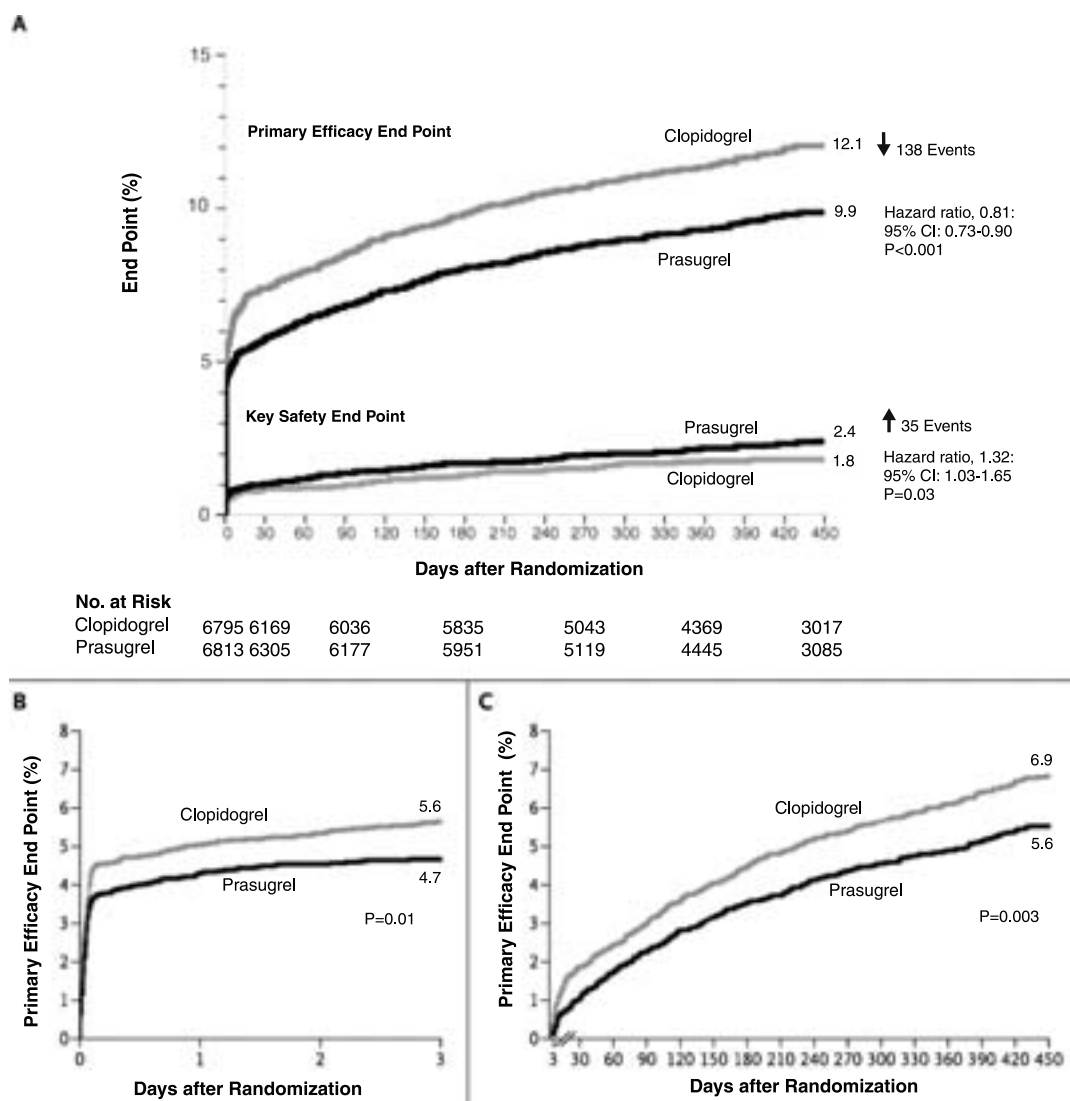 A
15
10
5
0
End Point (%)
Primary Efficacy End Point
Clopidogrel
12.1
↓ 138 Events
9.9
Prasugrel
Hazard ratio, 0.81:
95% CI: 0.73-0.90
P<0.001
Key Safety End Point
Prasugrel
2.4
↑ 35 Events
1.8
Clopidogrel
Hazard ratio, 1.32:
95% CI: 1.03-1.65
P=0.03
0 30 60 90 120 150 180 210 240 270 300 330 360 390 420 450
Days after Randomization
No. at Risk
Clopidogrel 6795 6169 6036 5835 5043 4369 3017
Prasugrel 6813 6305 6177 5951 5119 4445 3085
B
8
7
6
5
4
3
2
1
0
Primary Efficacy End Point (%)
Clopidogrel
5.6
Prasugrel
4.7
P=0.01
0 1 2 3
Days after Randomization
C
8
7
6
5
4
3
2
1
0
Primary Efficacy End Point (%)
6.9
Clopidogrel
5.6
Prasugrel
P=0.003
3 30 60 90 120 150 180 210 240 270 300 330 360 390 420 450
Days after Randomization